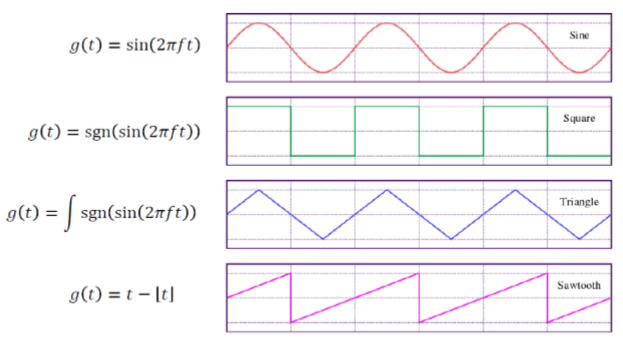 g(t) = sin(2πft)
Sine
g(t) = sgn(sin(2πft))
Square
g(t) = ∫ sgn(sin(2πft))
Triangle
g(t) = t − ⌊t⌋
Sawtooth